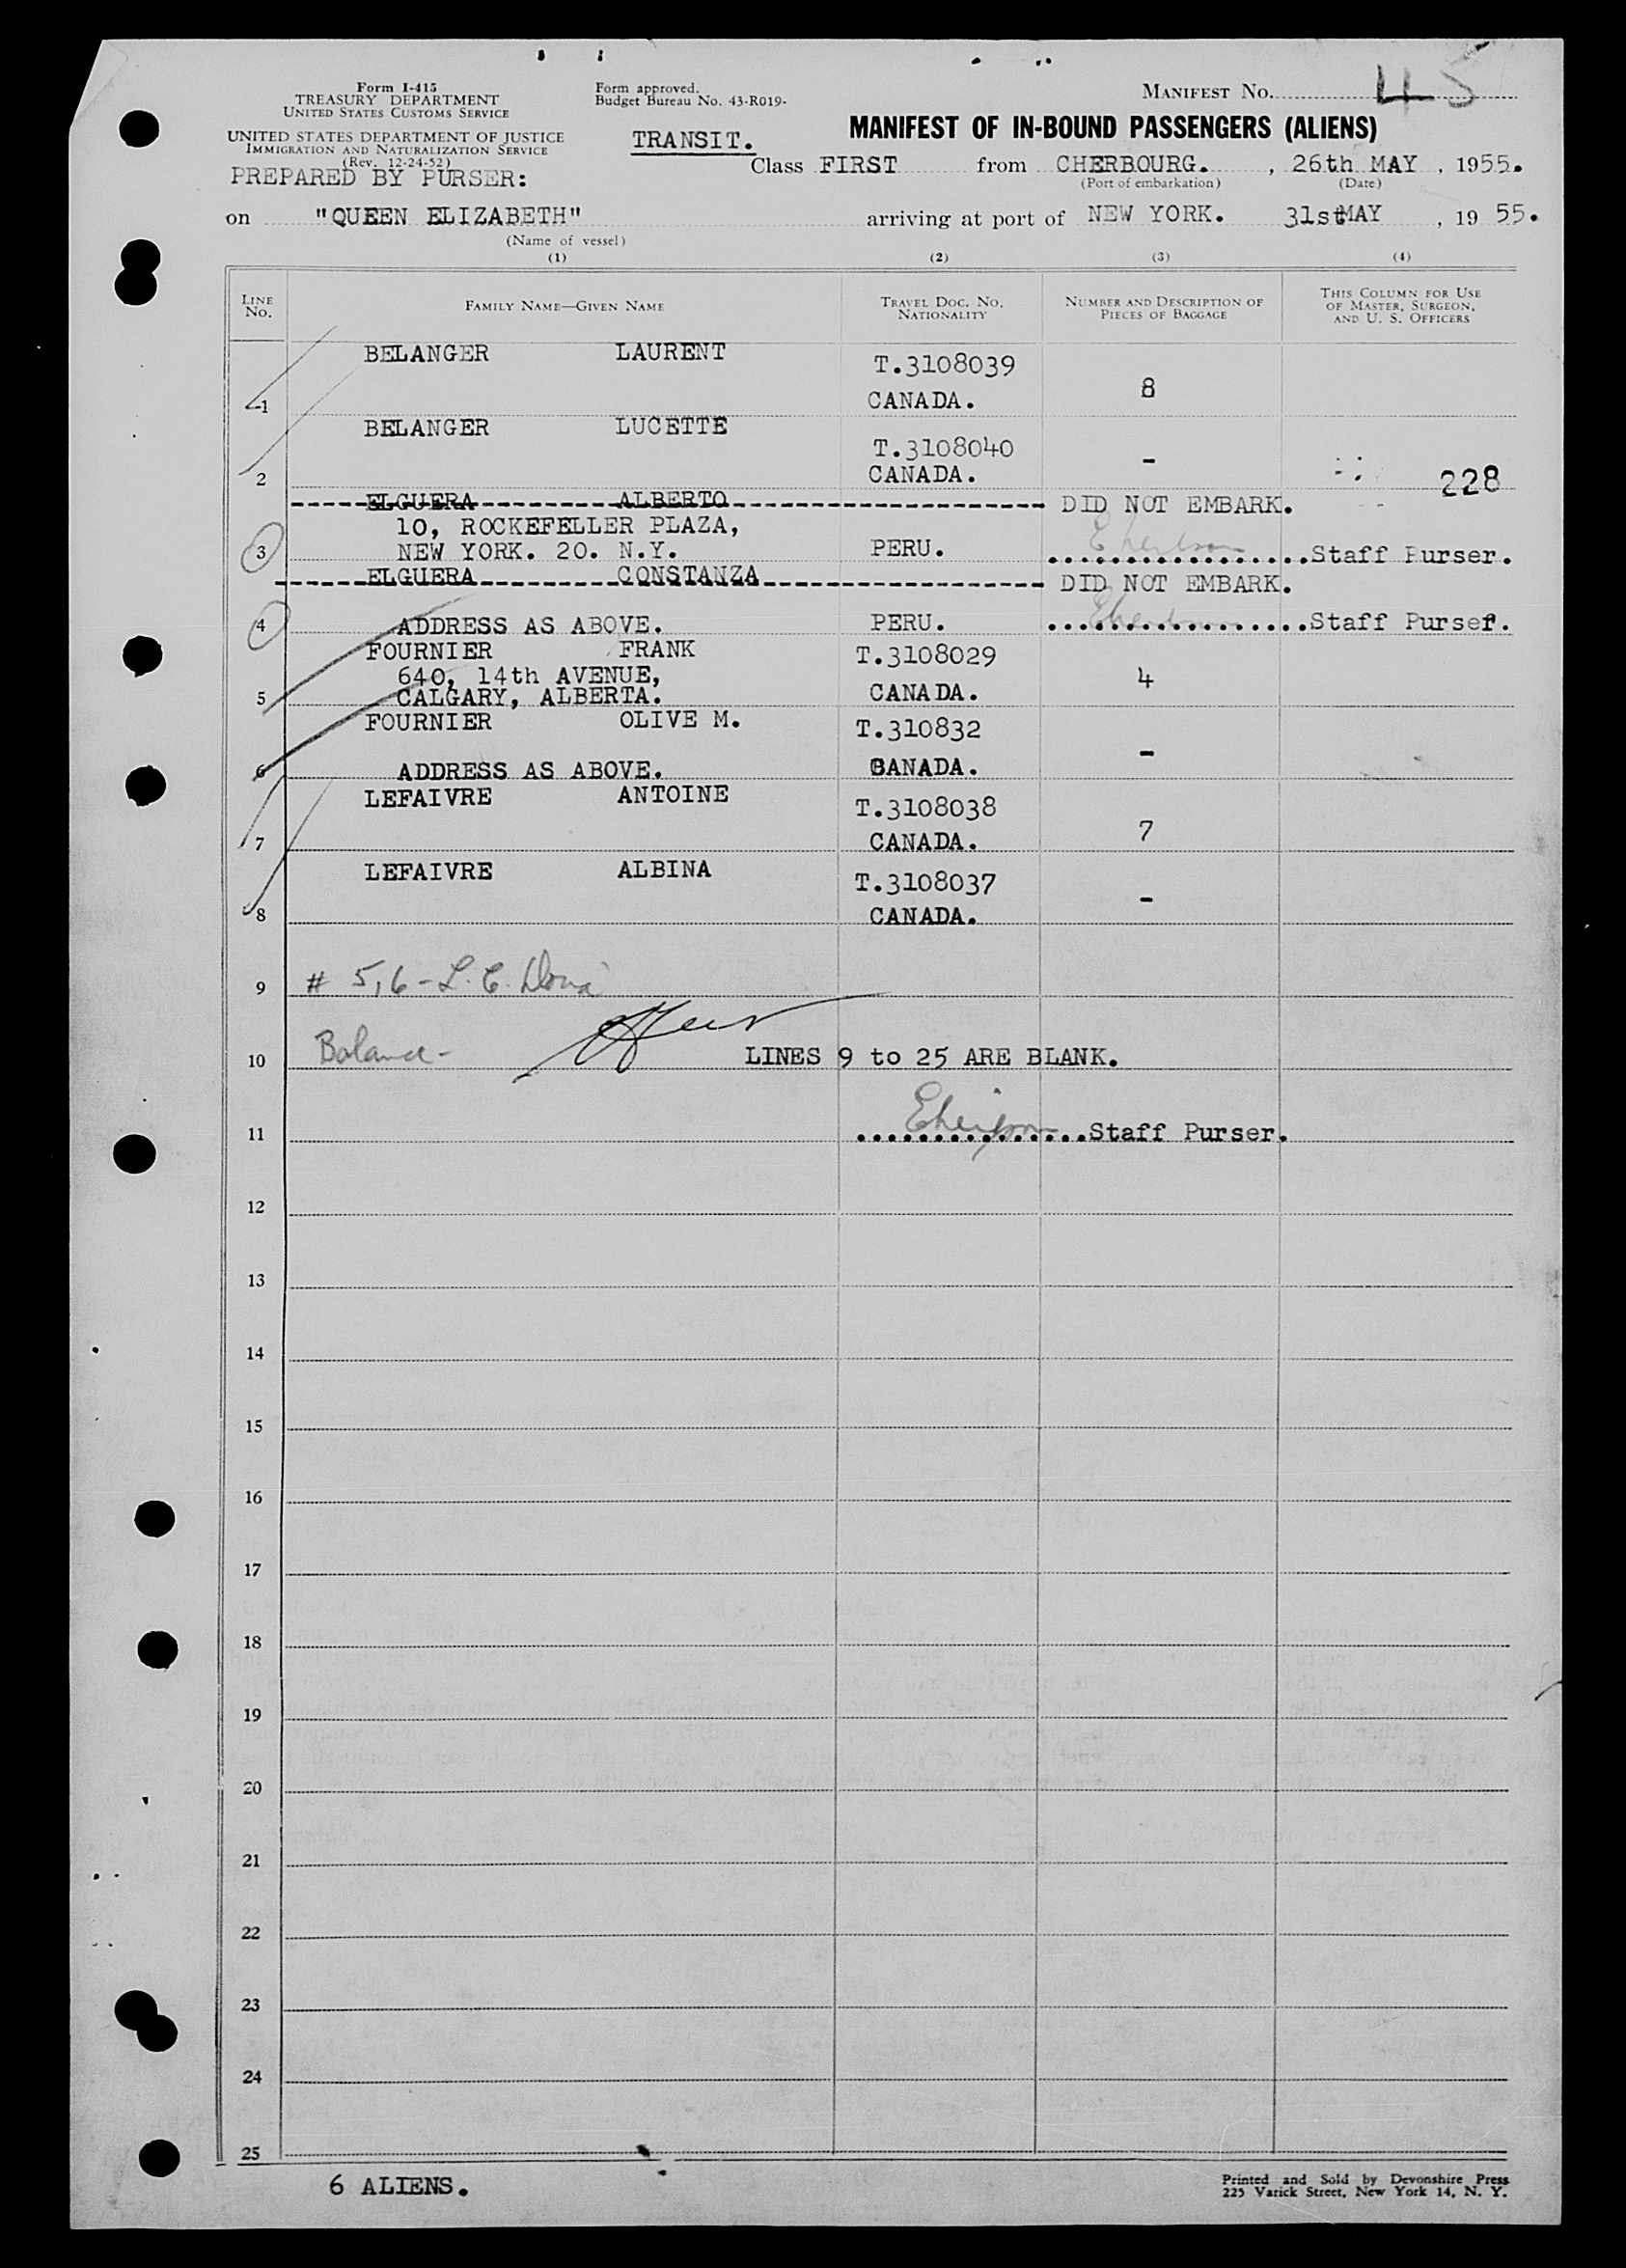 Form I-415
TREASURY DEPARTMENT
UNITED STATES CUSTOMS SERVICE
UNITED STATES DEPARTMENT OF JUSTICE
IMMIGRATION AND NATURALIZATION SERVICE
(Rev. 12-24-52)
PREPARED BY PURSER:
Form approved.
Budget Bureau No. 43-R019-
TRANSIT.
MANIFEST NO. 45
MANIFEST OF IN-BOUND PASSENGERS (ALIENS)
Class FIRST from CHERBOURG. , 26th MAY , 1955.
(Port of embarkation) (Date)
on "QUEEN ELIZABETH" arriving at port of NEW YORK. 31stMAY , 19 55.
(Name of vessel)
(1) (2) (3) (4)
LINE NO. FAMILY NAME—GIVEN NAME TRAVEL DOC. NO. NATIONALITY NUMBER AND DESCRIPTION OF PIECES OF BAGGAGE THIS COLUMN FOR USE OF MASTER, SURGEON, AND U. S. OFFICERS
BELANGER LAURENT T.3108039
1 CANADA. 8
BELANGER LUCETTE T.3108040
2 CANADA. - 228
ELGUERA ALBERTO DID NOT EMBARK.
10, ROCKEFELLER PLAZA,
3 NEW YORK. 20. N.Y. PERU. Staff Purser.
ELGUERA CONSTANZA DID NOT EMBARK.
4 ADDRESS AS ABOVE. PERU. Staff Purser.
FOURNIER FRANK T.3108029
640, 14th AVENUE, 4
5 CALGARY, ALBERTA. CANADA.
FOURNIER OLIVE M. T.310832
6 ADDRESS AS ABOVE. CANADA. -
LEFAIVRE ANTOINE T.3108038
7 CANADA. 7
LEFAIVRE ALBINA T.3108037
8 CANADA. -
9 # 5,6 - L. C.
10 Balance - LINES 9 to 25 ARE BLANK.
11 Staff Purser.
12
13
14
15
16
17
18
19
20
21
22
23
24
25
6 ALIENS.
Printed and Sold by Devonshire Press
225 Varick Street, New York 14, N. Y.